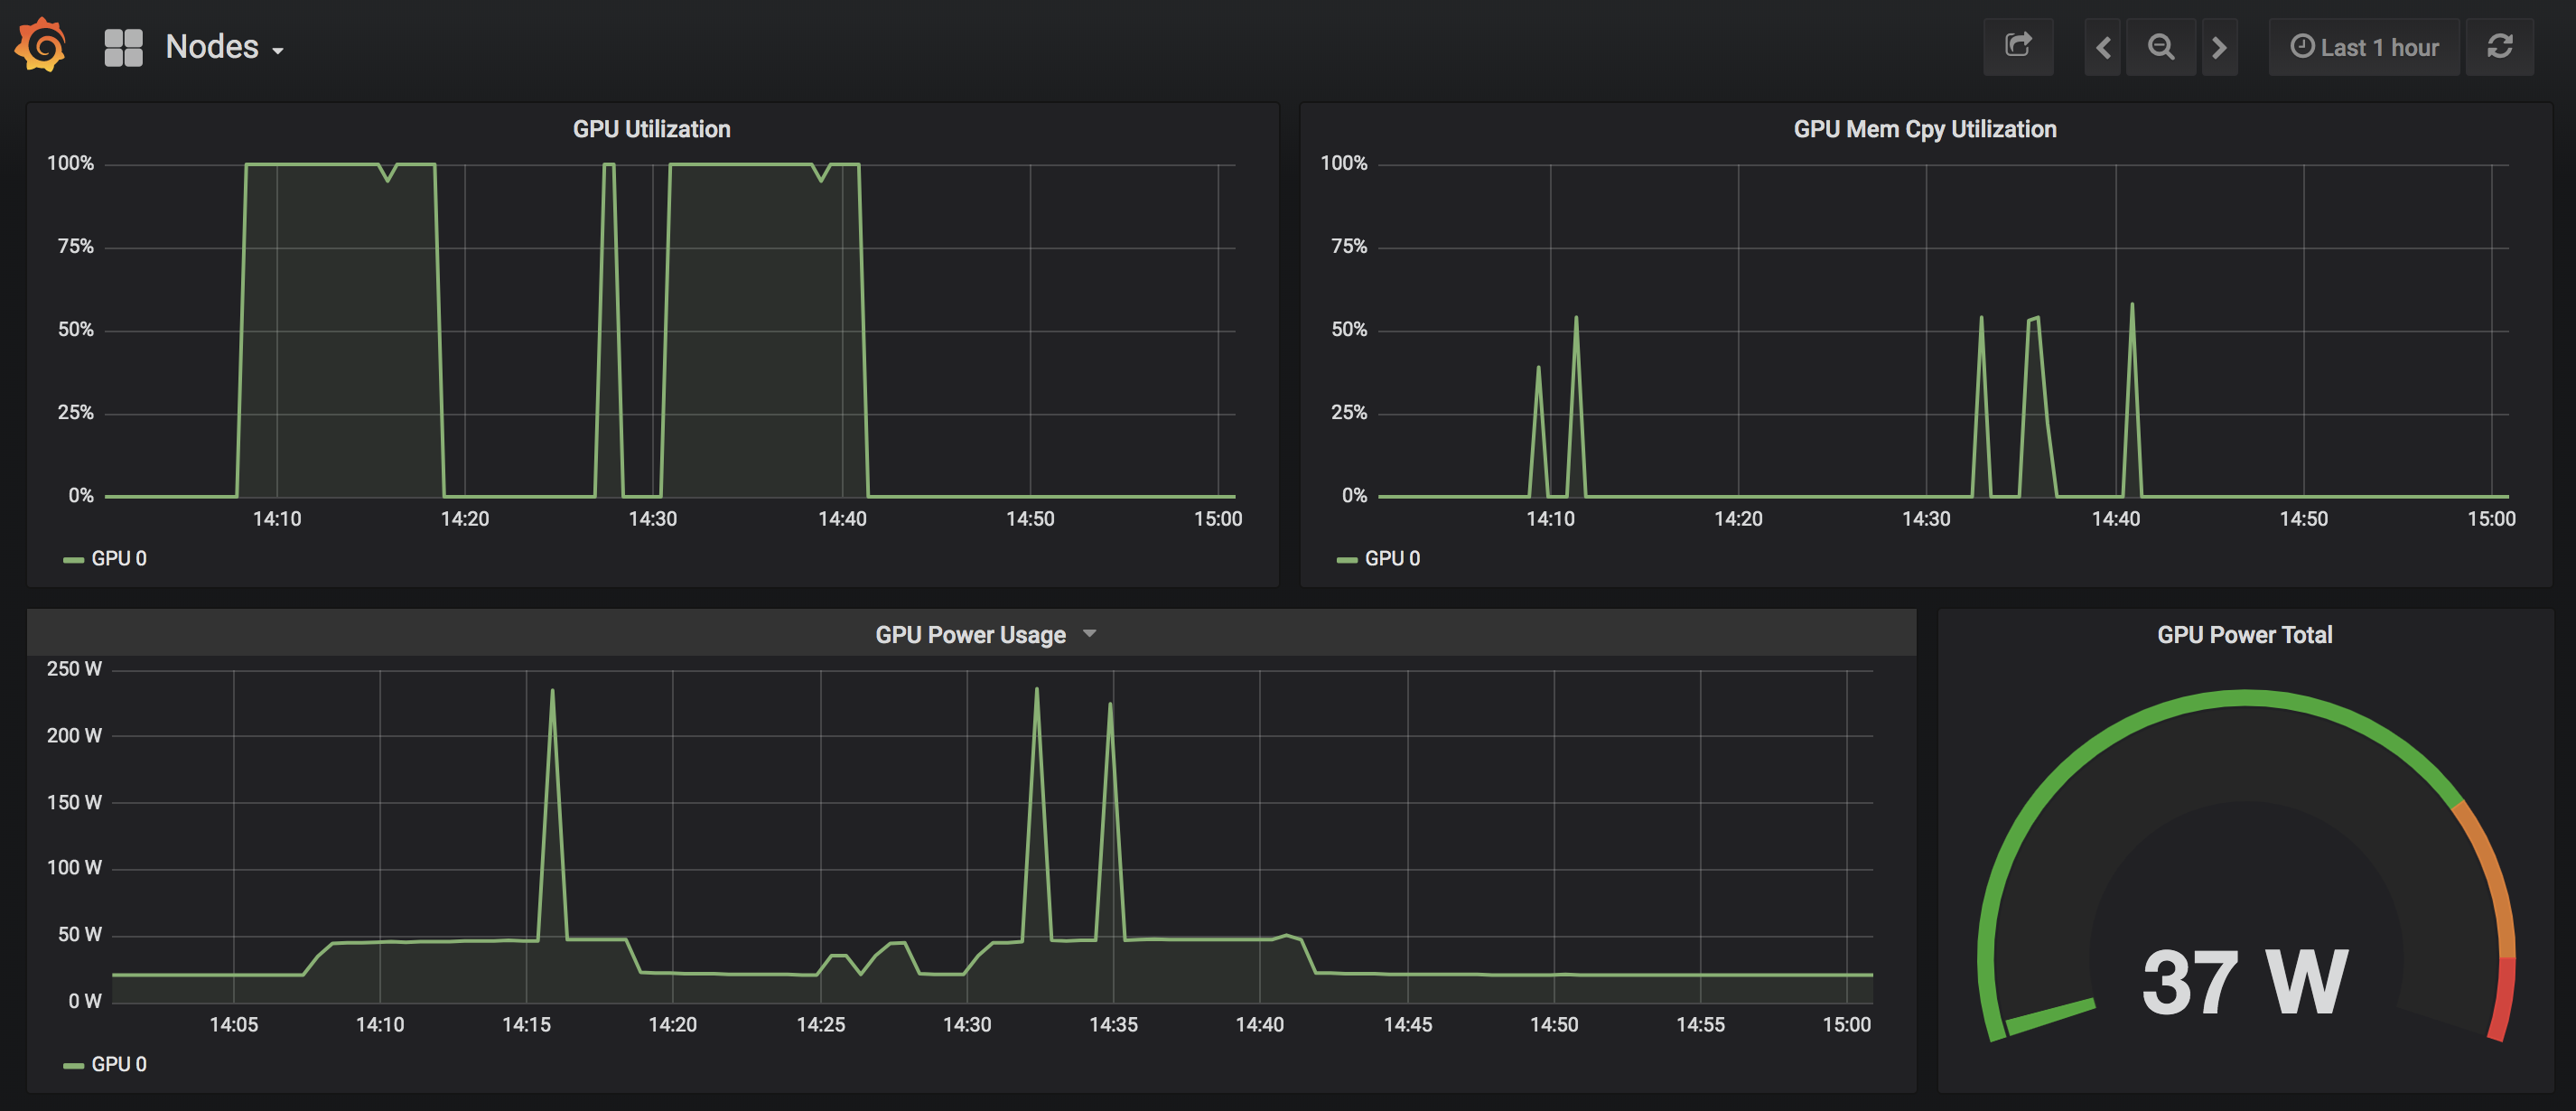 Nodes
Last 1 hour
GPU Utilization
100%
75%
50%
25%
0%
14:10 14:20 14:30 14:40 14:50 15:00
GPU 0
GPU Mem Cpy Utilization
100%
75%
50%
25%
0%
14:10 14:20 14:30 14:40 14:50 15:00
GPU 0
GPU Power Usage
250 W
200 W
150 W
100 W
50 W
0 W
14:05 14:10 14:15 14:20 14:25 14:30 14:35 14:40 14:45 14:50 14:55 15:00
GPU 0
GPU Power Total
37 W